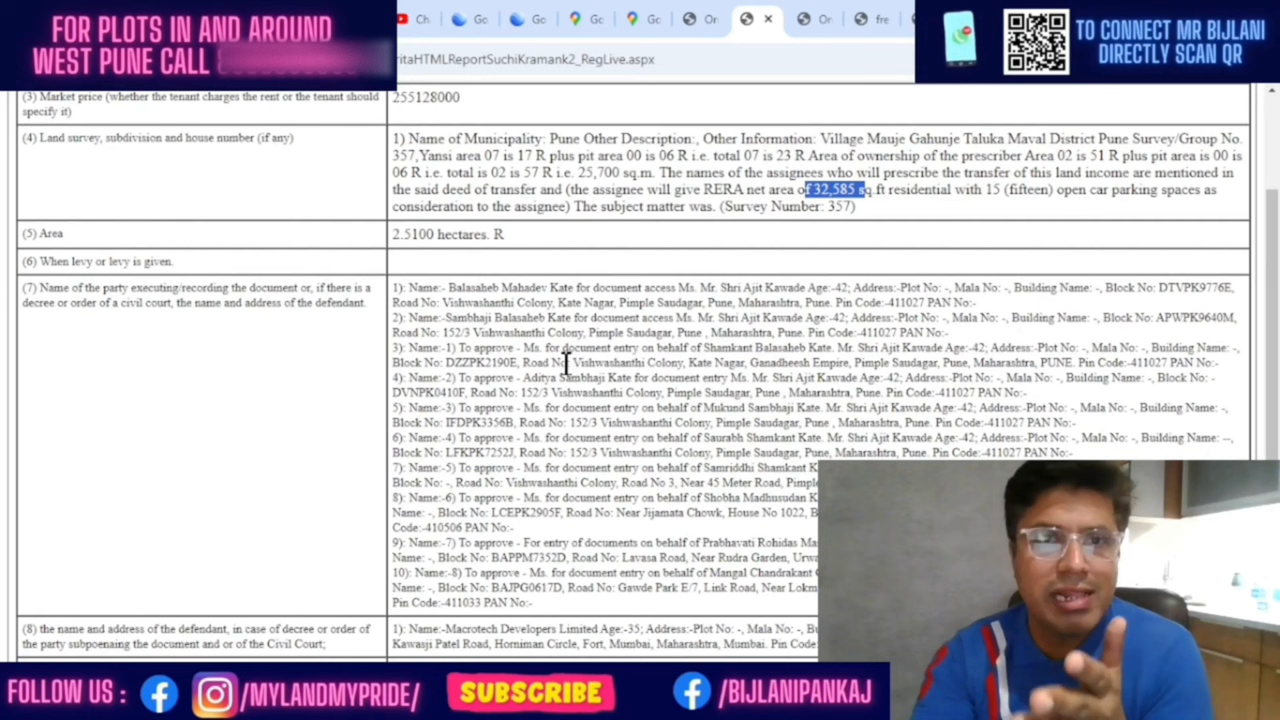 FOR PLOTS IN AND AROUND
WEST PUNE CALL
Ch
Go
Go
Go
Go
On
On
fre
TO CONNECT MR BIJLANI
DIRECTLY SCAN QR
ritaHTMLReportSuchiKramank2_RegLive.aspx
(3) Market price (whether the tenant charges the rent or the tenant should
specify it)
255128000
(4) Land survey, subdivision and house number (if any)
1) Name of Municipality: Pune Other Description:, Other Information: Village Mauje Gahunje Taluka Maval District Pune Survey/Group No.
357,Yansi area 07 is 17 R plus pit area 00 is 06 R i.e. total 07 is 23 R Area of ownership of the prescriber Area 02 is 51 R plus pit area is 00 is
06 R i.e. The total is 02 is 57 R i.e. 25,700 sq.m. The names of the assignees who will prescribe the transfer of this land income are mentioned in
the said deed of transfer and (the assignee will give RERA net area of 32,585 sq.ft residential with 15 (fifteen) open car parking spaces as
consideration to the assignee) The subject matter was. (Survey Number: 357)
(5) Area
2.5100 hectares. R
(6) When levy or levy is given.
(7) Name of the party executing/recording the document or, if there is a
decree or order of a civil court, the name and address of the defendant.
1): Name:- Balasaheb Mahadev Kate for document access Ms. Mr. Shri Ajit Kawade Age:-42; Address:-Plot No: -, Mala No: -, Building Name: -, Block No: DTVPK9776E,
Road No: Vishwashanthi Colony, Kate Nagar, Pimple Saudagar, Pune, Maharashtra, Pune. Pin Code:-411027 PAN No:-
2): Name:-Sambhaji Balasaheb Kate for document access Ms. Mr. Shri Ajit Kawade Age:-42; Address:-Plot No: -, Mala No: -, Building Name: -, Block No: APWPK9640M,
Road No: 152/3 Vishwashanthi Colony, Pimple Saudagar, Pune , Maharashtra, Pune. Pin Code:-411027 PAN No:-
3): Name:-1) To approve - Ms. for document entry on behalf of Shamkant Balasaheb Kate. Mr. Shri Ajit Kawade Age:-42; Address:-Plot No: -, Mala No: -, Building Name: -,
Block No: DZZPK2190E, Road No: Vishwashanthi Colony, Kate Nagar, Ganadheesh Empire, Pimple Saudagar, Pune, Maharashtra, PUNE. Pin Code:-411027 PAN No:-
4): Name:-2) To approve - Aditya Sambhaji Kate for document entry Ms. Mr. Shri Ajit Kawade Age:-42; Address:-Plot No: -, Mala No: -, Building Name: -, Block No: -
DVNPK0410F, Road No: 152/3 Vishwashanthi Colony, Pimple Saudagar, Pune , Maharashtra, Pune. Pin Code:-411027 PAN No:-
5): Name:-3) To approve - Ms. for document entry on behalf of Mukund Sambhaji Kate. Mr. Shri Ajit Kawade Age:-42; Address:-Plot No: -, Mala No: -, Building Name: -,
Block No: IFDPK3356B, Road No: 152/3 Vishwashanthi Colony, Pimple Saudagar, Pune , Maharashtra, Pune. Pin Code:-411027 PAN No:-
6): Name:-4) To approve - Ms. for document entry on behalf of Saurabh Shamkant Kate. Mr. Shri Ajit Kawade Age:-42; Address:-Plot No: -, Mala No: -, Building Name: --,
Block No: LFKPK7252J, Road No: 152/3 Vishwashanthi Colony, Pimple Saudagar, Pune , Maharashtra, Pune. Pin Code:-411027 PAN No:-
7): Name:-5) To approve - Ms. for document entry on behalf of Samriddhi Shamkant K
Block No: -, Road No: Vishwashanthi Colony, Road No 3, Near 45 Meter Road, Pimple
8): Name:-6) To approve - Ms. for document entry on behalf of Shobha Madhusudan K
Name: -, Block No: LCEPK2905F, Road No: Near Jijamata Chowk, House No 1022, B
Code:-410506 PAN No:-
9): Name:-7) To approve - For entry of documents on behalf of Prabhavati Rohidas Ma
Name: -, Block No: BAPPM7352D, Road No: Lavasa Road, Near Rudra Garden, Urw
10): Name:-8) To approve - Ms. for document entry on behalf of Mangal Chandrakant G
Name: -, Block No: BAJPG0617D, Road No: Gawde Park E/7, Link Road, Near Lokm
Pin Code:-411033 PAN No:-
(8) the name and address of the defendant, in case of decree or order of the
party subpoenaing the document and or of the Civil Court;
1): Name:-Macrotech Developers Limited Age:-35; Address:-Plot No: -, Mala No: -, Bu
Kawasji Patel Road, Horniman Circle, Fort, Mumbai, Maharashtra, Mumbai. Pin Code
FOLLOW US :
/MYLANDMYPRIDE/
SUBSCRIBE
/BIJLANIPANKAJ